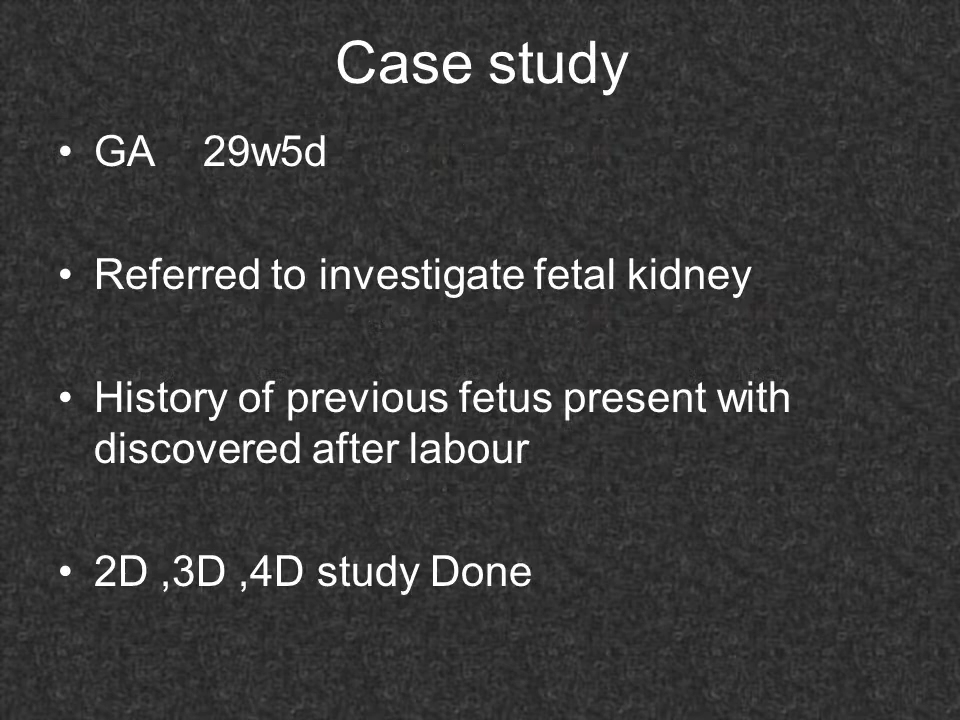 Case study
• GA 29w5d
• Referred to investigate fetal kidney
• History of previous fetus present with
discovered after labour
• 2D ,3D ,4D study Done